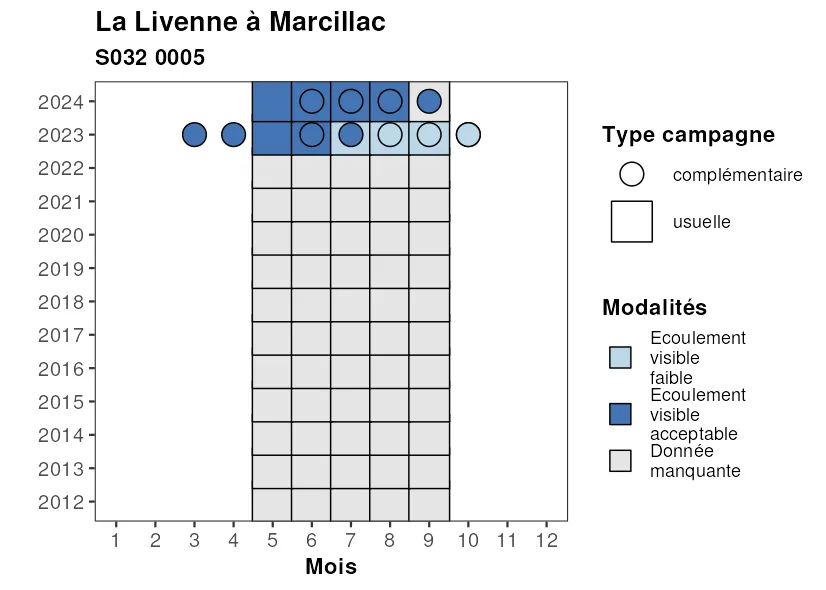 La Livenne à Marcillac
S032 0005
2024
2023
2022
2021
2020
2019
2018
2017
2016
2015
2014
2013
2012
1 2 3 4 5 6 7 8 9 10 11 12
Mois
Type campagne
complémentaire
usuelle
Modalités
Ecoulement
visible
faible
Ecoulement
visible
acceptable
Donnée
manquante